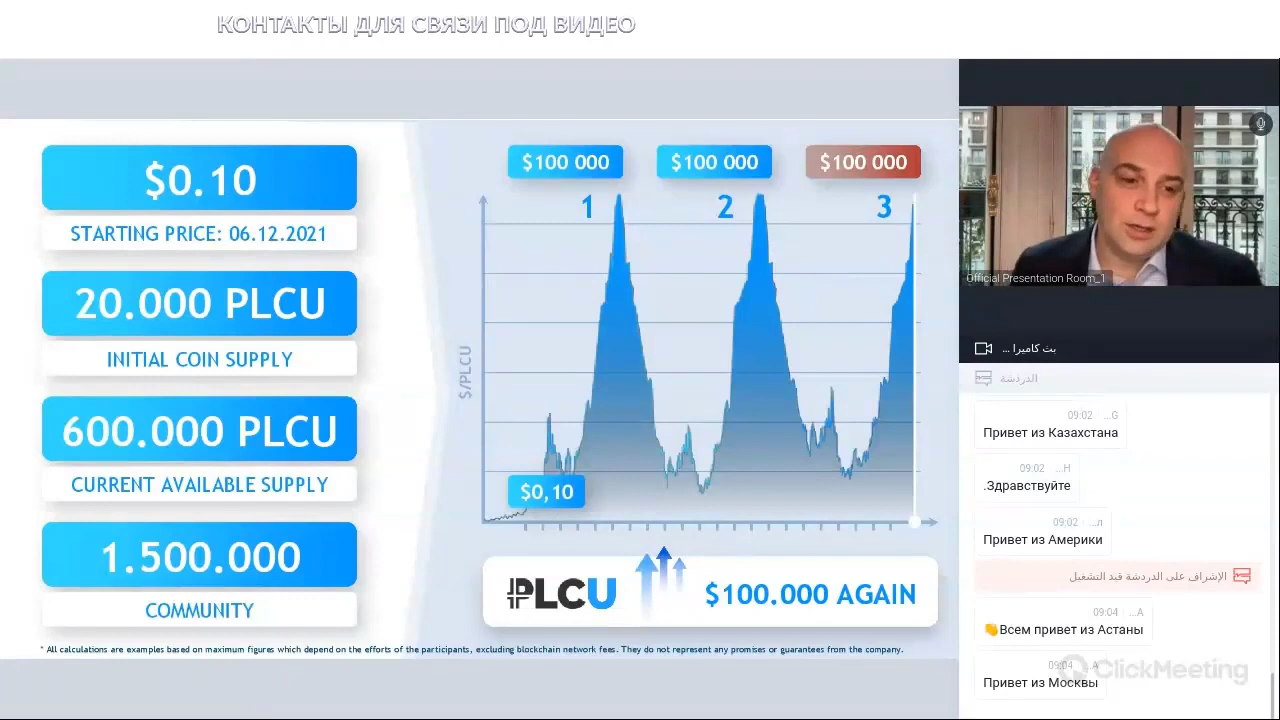 КОНТАКТЫ ДЛЯ СВЯЗИ ПОД ВИДЕО
$0.10
STARTING PRICE: 06.12.2021
20.000 PLCU
INITIAL COIN SUPPLY
600.000 PLCU
CURRENT AVAILABLE SUPPLY
1.500.000
COMMUNITY
$100 000
$100 000
$100 000
1
2
3
$/PLCU
$0,10
PLCU
$100.000 AGAIN
* All calculations are examples based on maximum figures which depend on the efforts of the participants, excluding blockchain network fees. They do not represent any promises or guarantees from the company.
Official Presentation Room_1
بث كاميرا ...
الدردشة
09:02 · ...G
Привет из Казахстана
09:02 · ...H
.Здравствуйте
09:02 · ...л
Привет из Америки
الإشراف على الدردشة قيد التشغيل
09:04 · ...A
👋Всем привет из Астаны
09:04 · ...A
Привет из Москвы
ClickMeeting